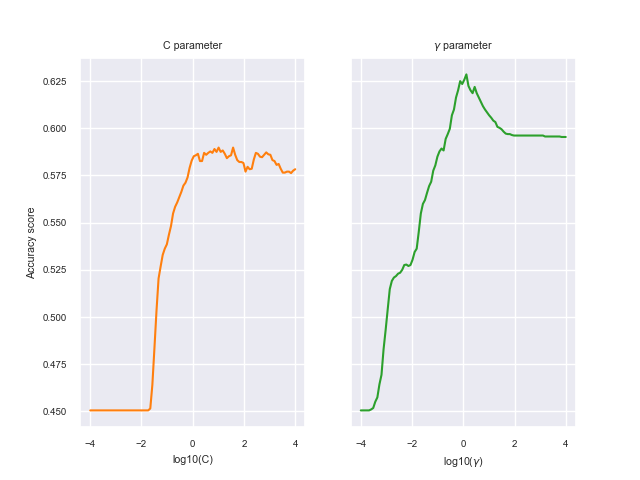 C parameter
γ parameter
Accuracy score
0.625
0.600
0.575
0.550
0.525
0.500
0.475
0.450
−4 −2 0 2 4
−4 −2 0 2 4
log10(C)
log10(γ)